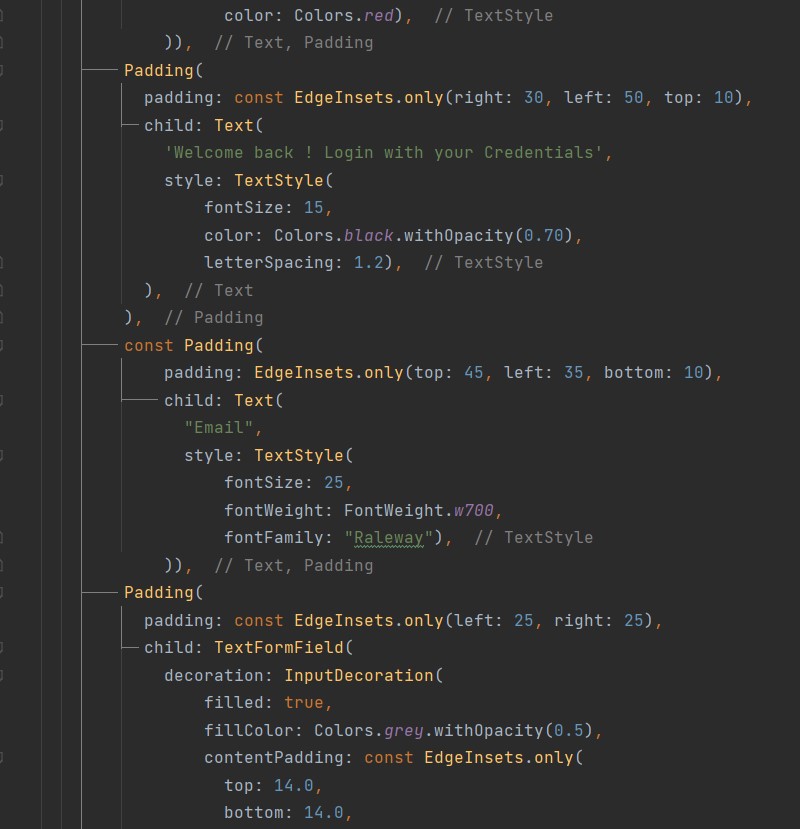 color: Colors.red),  // TextStyle
)),  // Text, Padding
Padding(
padding: const EdgeInsets.only(right: 30, left: 50, top: 10),
child: Text(
'Welcome back ! Login with your Credentials',
style: TextStyle(
fontSize: 15,
color: Colors.black.withOpacity(0.70),
letterSpacing: 1.2),  // TextStyle
),  // Text
),  // Padding
const Padding(
padding: EdgeInsets.only(top: 45, left: 35, bottom: 10),
child: Text(
"Email",
style: TextStyle(
fontSize: 25,
fontWeight: FontWeight.w700,
fontFamily: "Raleway"),  // TextStyle
)),  // Text, Padding
Padding(
padding: const EdgeInsets.only(left: 25, right: 25),
child: TextFormField(
decoration: InputDecoration(
filled: true,
fillColor: Colors.grey.withOpacity(0.5),
contentPadding: const EdgeInsets.only(
top: 14.0,
bottom: 14.0,